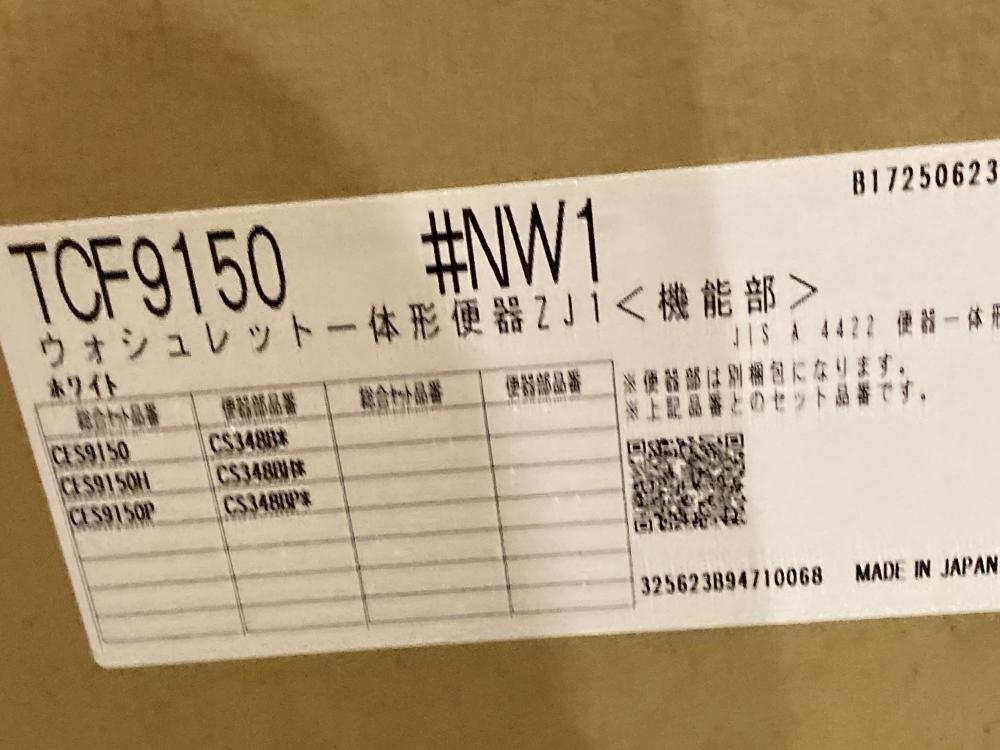 B17250623
TCF9150 #NW1
ウォシュレット一体形便器ZJ1<機能部>
JIS A 4422 便器一体形
ホワイト
※便器部は別梱包になります。
※上記品番とのセット品番です。
総合セット品番 便器部品番 総合セット品番 便器部品番
CES9150 CS348B*
CES9150H CS348BH*
CES9150P CS348BP*
325623B94710068 MADE IN JAPAN